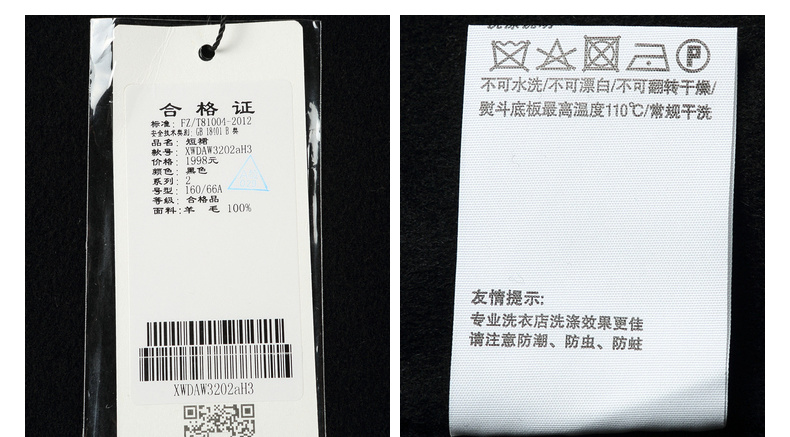 合格证
标准: FZ/T81004-2012
安全技术类别: GB 18401 B 类
品名: 短裙
款号: XWDAW3202aH3
价格: 1998元
颜色: 黑色
系列: 2
号型: 160/66A
等级: 合格品
面料:羊 毛 100%
XWDAW3202aH3
P
不可水洗/不可漂白/不可翻转干燥/
熨斗底板最高温度110℃/常规干洗
友情提示:
专业洗衣店洗涤效果更佳
请注意防潮、防虫、防蛀